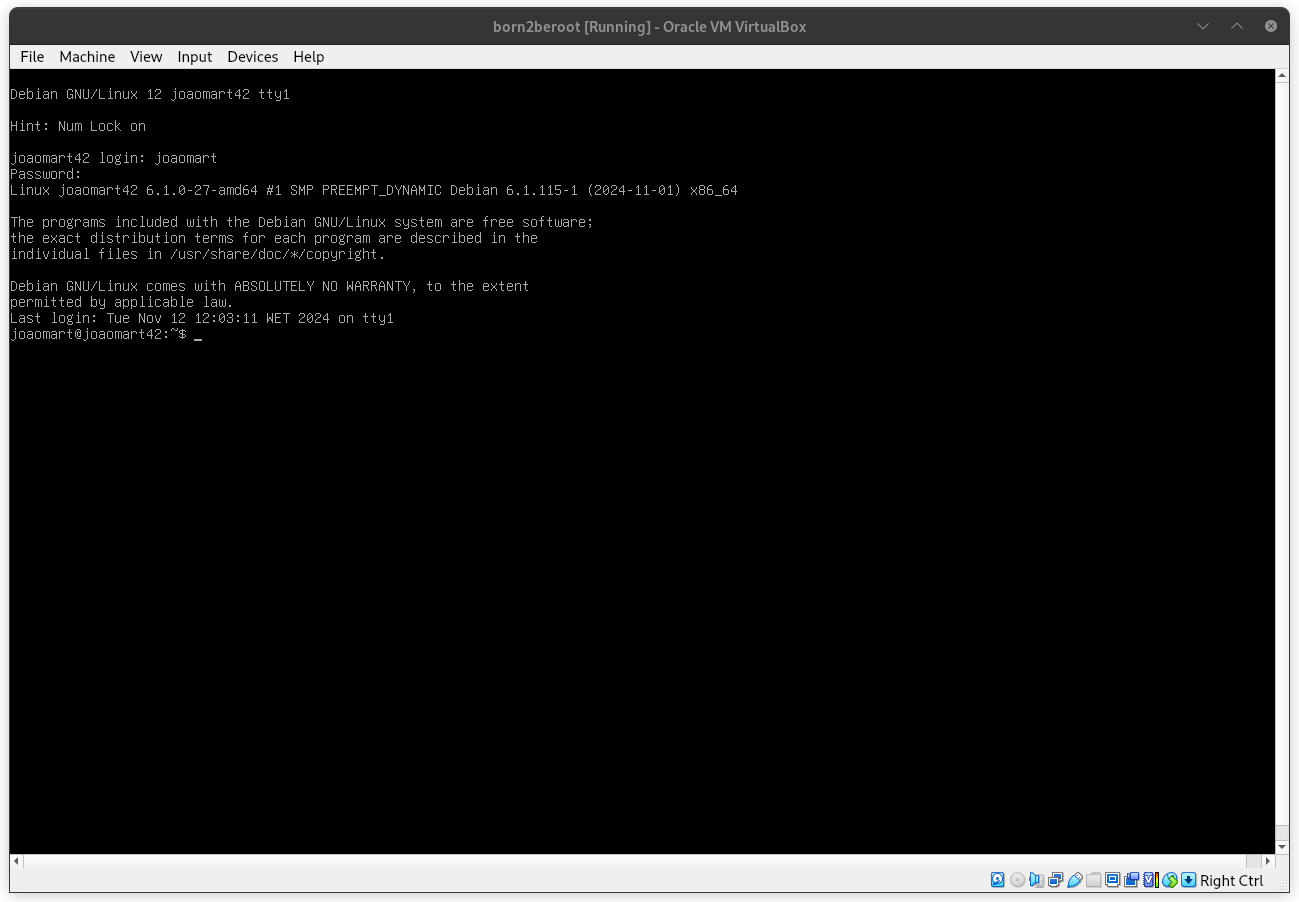 born2beroot [Running] - Oracle VM VirtualBox
File Machine View Input Devices Help
Debian GNU/Linux 12 joaomart42 tty1
Hint: Num Lock on
joaomart42 login: joaomart
Password:
Linux joaomart42 6.1.0-27-amd64 #1 SMP PREEMPT_DYNAMIC Debian 6.1.115-1 (2024-11-01) x86_64
The programs included with the Debian GNU/Linux system are free software;
the exact distribution terms for each program are described in the
individual files in /usr/share/doc/*/copyright.
Debian GNU/Linux comes with ABSOLUTELY NO WARRANTY, to the extent
permitted by applicable law.
Last login: Tue Nov 12 12:03:11 WET 2024 on tty1
joaomart@joaomart42:~$ _
Right Ctrl